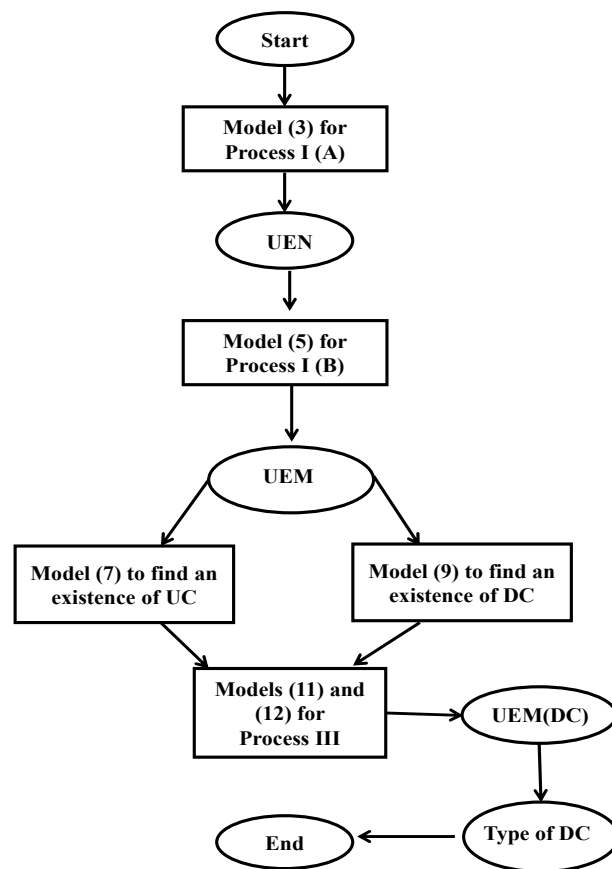 Start
Model (3) for
Process I (A)
UEN
Model (5) for
Process I (B)
UEM
Model (7) to find an
existence of UC
Model (9) to find an
existence of DC
Models (11) and
(12) for
Process III
UEM(DC)
Type of DC
End